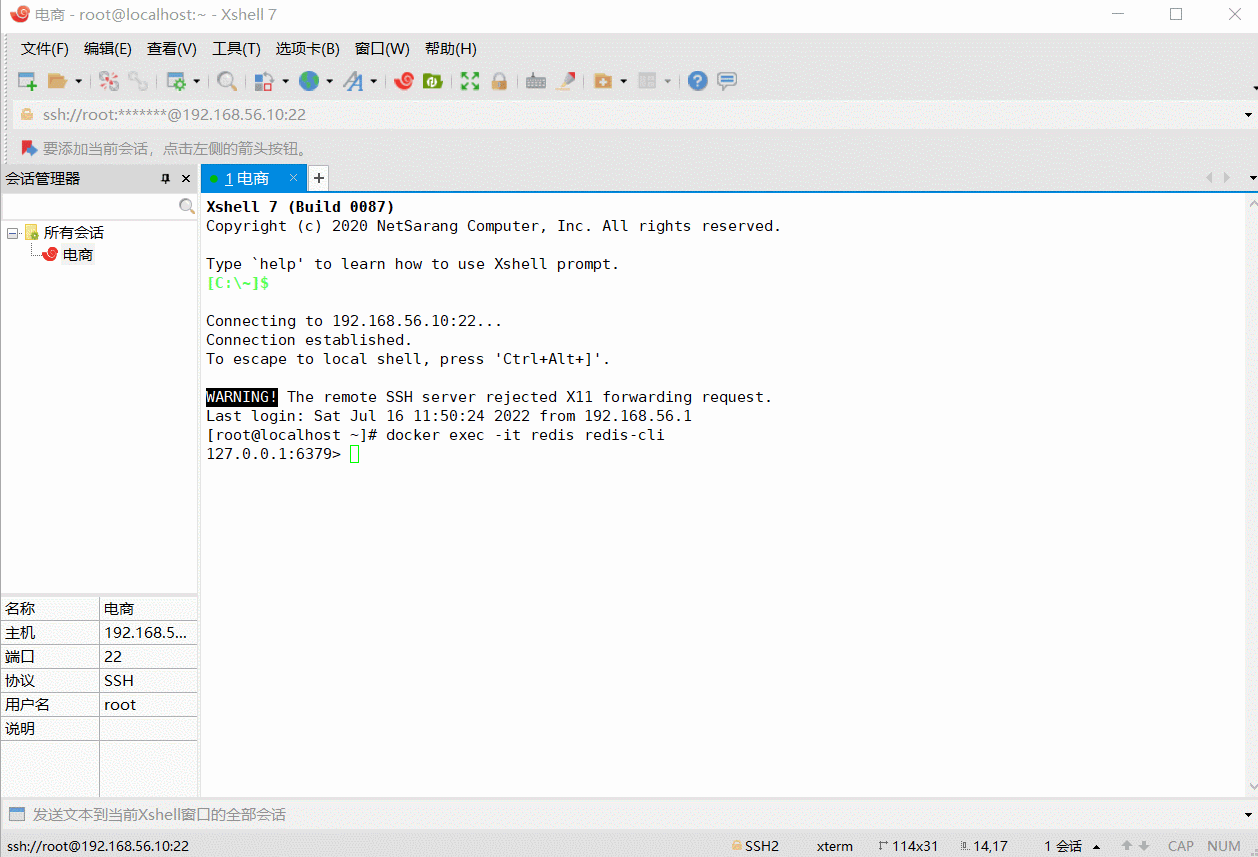 电商 - root@localhost:~ - Xshell 7
文件(F) 编辑(E) 查看(V) 工具(T) 选项卡(B) 窗口(W) 帮助(H)
ssh://root:*******@192.168.56.10:22
要添加当前会话，点击左侧的箭头按钮。
会话管理器
1 电商
所有会话
电商
Xshell 7 (Build 0087)
Copyright (c) 2020 NetSarang Computer, Inc. All rights reserved.
Type `help' to learn how to use Xshell prompt.
[C:\~]$
Connecting to 192.168.56.10:22...
Connection established.
To escape to local shell, press 'Ctrl+Alt+]'.
WARNING! The remote SSH server rejected X11 forwarding request.
Last login: Sat Jul 16 11:50:24 2022 from 192.168.56.1
[root@localhost ~]# docker exec -it redis redis-cli
127.0.0.1:6379>
名称 电商
主机 192.168.5...
端口 22
协议 SSH
用户名 root
说明
发送文本到当前Xshell窗口的全部会话
ssh://root@192.168.56.10:22 SSH2 xterm 114x31 14,17 1 会话 CAP NUM